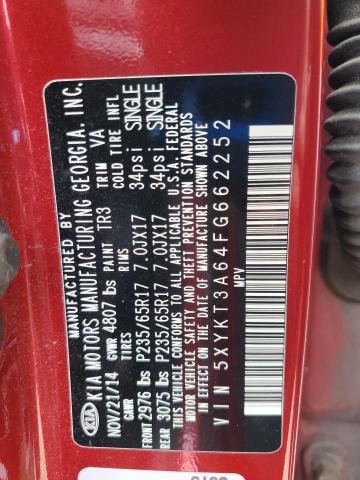 MANUFACTURED BY
KIA KIA MOTORS MANUFACTURING GEORGIA, INC.
NOV/21/14 GVWR 4807 lbs PAINT TR3 TRIM VA
GAWR TIRES RIMS COLD TIRE INFL
FRONT 2976 lbs P235/65R17 7.0JX17 34psi SINGLE
REAR 3075 lbs P235/65R17 7.0JX17 34psi SINGLE
THIS VEHICLE CONFORMS TO ALL APPLICABLE U.S.A. FEDERAL
MOTOR VEHICLE SAFETY STANDARDS IN EFFECT ON
THE DATE OF MANUFACTURE SHOWN ABOVE
VIN 5XYKT3A64FG662252
MPV